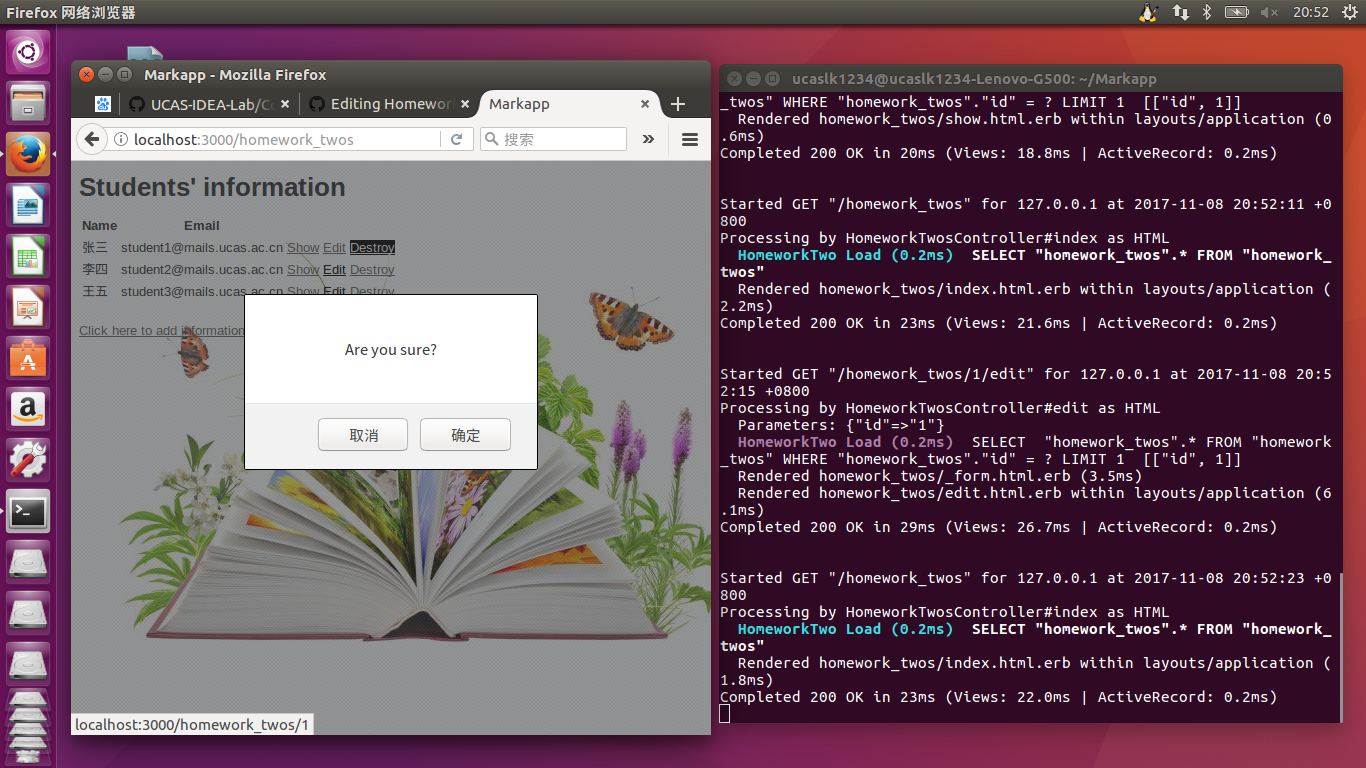 Firefox 网络浏览器
20:52
Markapp - Mozilla Firefox
UCAS-IDEA-Lab/Co
Editing Homewor
Markapp
localhost:3000/homework_twos
搜索
Students' information
Name Email
张三 student1@mails.ucas.ac.cn Show Edit Destroy
李四 student2@mails.ucas.ac.cn Show Edit Destroy
王五 student3@mails.ucas.ac.cn Show Edit Destroy
Click here to add information
Are you sure?
取消
确定
localhost:3000/homework_twos/1
ucaslk1234@ucaslk1234-Lenovo-G500: ~/Markapp
_twos" WHERE "homework_twos"."id" = ? LIMIT 1  [["id", 1]]
  Rendered homework_twos/show.html.erb within layouts/application (0
.6ms)
Completed 200 OK in 20ms (Views: 18.8ms | ActiveRecord: 0.2ms)
Started GET "/homework_twos" for 127.0.0.1 at 2017-11-08 20:52:11 +0
800
Processing by HomeworkTwosController#index as HTML
  HomeworkTwo Load (0.2ms)  SELECT "homework_twos".* FROM "homework_
twos"
  Rendered homework_twos/index.html.erb within layouts/application (
2.2ms)
Completed 200 OK in 23ms (Views: 21.6ms | ActiveRecord: 0.2ms)
Started GET "/homework_twos/1/edit" for 127.0.0.1 at 2017-11-08 20:5
2:15 +0800
Processing by HomeworkTwosController#edit as HTML
  Parameters: {"id"=>"1"}
  HomeworkTwo Load (0.2ms)  SELECT  "homework_twos".* FROM "homework
_twos" WHERE "homework_twos"."id" = ? LIMIT 1  [["id", 1]]
  Rendered homework_twos/_form.html.erb (3.5ms)
  Rendered homework_twos/edit.html.erb within layouts/application (6
.1ms)
Completed 200 OK in 29ms (Views: 26.7ms | ActiveRecord: 0.2ms)
Started GET "/homework_twos" for 127.0.0.1 at 2017-11-08 20:52:23 +0
800
Processing by HomeworkTwosController#index as HTML
  HomeworkTwo Load (0.2ms)  SELECT "homework_twos".* FROM "homework_
twos"
  Rendered homework_twos/index.html.erb within layouts/application (
1.8ms)
Completed 200 OK in 23ms (Views: 22.0ms | ActiveRecord: 0.2ms)